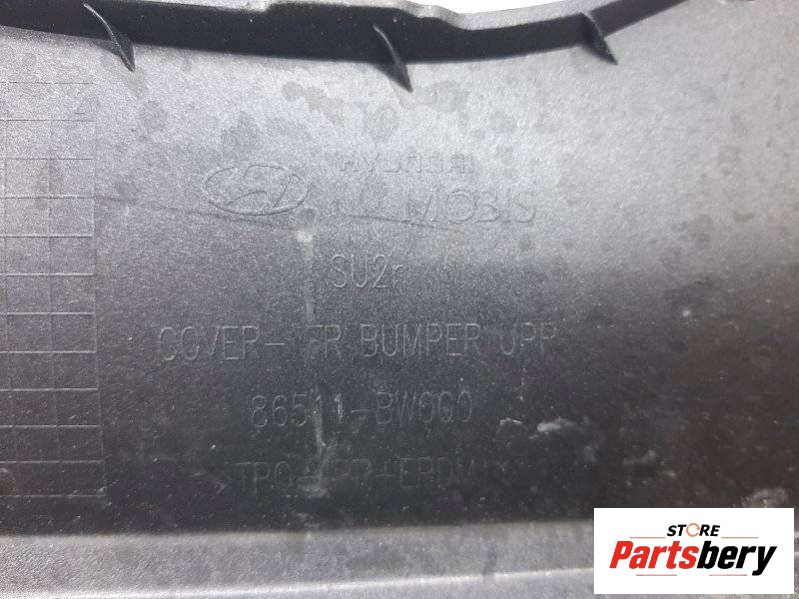 HYUNDAI
MOBIS
SU2r
COVER-FR BUMPER UPR
86511-BW000
STORE
Partsbery